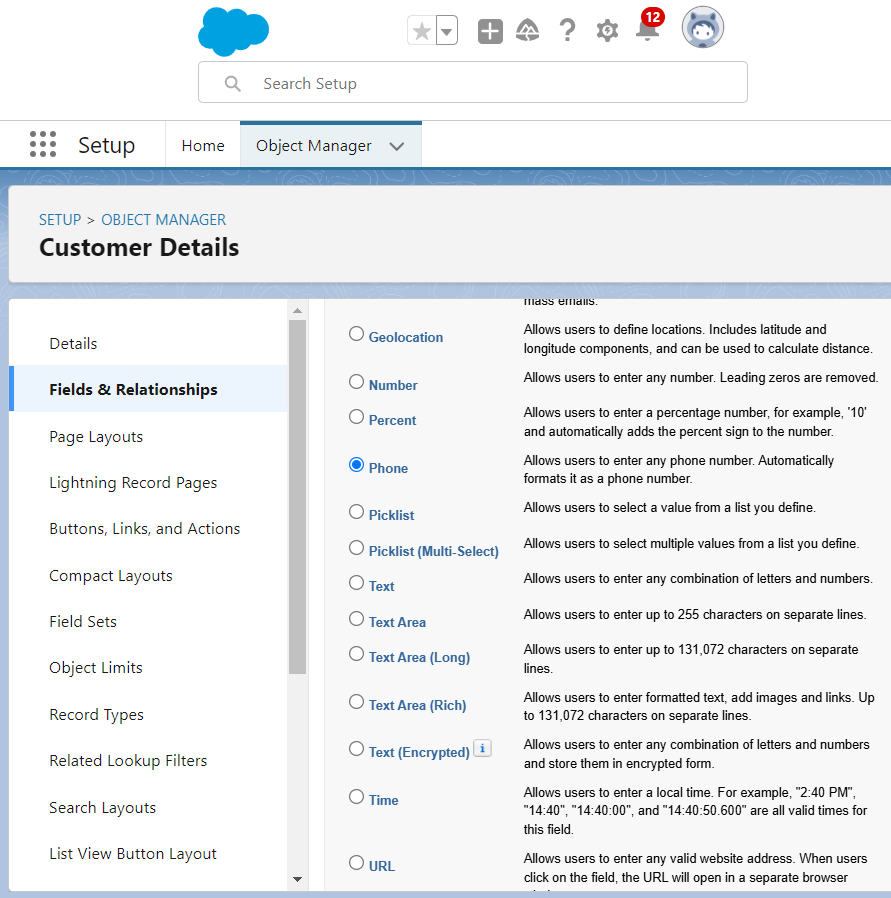 12
Search Setup
Setup
Home
Object Manager
SETUP > OBJECT MANAGER
Customer Details
Details
Fields & Relationships
Page Layouts
Lightning Record Pages
Buttons, Links, and Actions
Compact Layouts
Field Sets
Object Limits
Record Types
Related Lookup Filters
Search Layouts
List View Button Layout
mass emails.
Geolocation
Allows users to define locations. Includes latitude and
longitude components, and can be used to calculate distance.
Number
Allows users to enter any number. Leading zeros are removed.
Percent
Allows users to enter a percentage number, for example, '10'
and automatically adds the percent sign to the number.
Phone
Allows users to enter any phone number. Automatically
formats it as a phone number.
Picklist
Allows users to select a value from a list you define.
Picklist (Multi-Select)
Allows users to select multiple values from a list you define.
Text
Allows users to enter any combination of letters and numbers.
Text Area
Allows users to enter up to 255 characters on separate lines.
Text Area (Long)
Allows users to enter up to 131,072 characters on separate
lines.
Text Area (Rich)
Allows users to enter formatted text, add images and links. Up
to 131,072 characters on separate lines.
Text (Encrypted) i
Allows users to enter any combination of letters and numbers
and store them in encrypted form.
Time
Allows users to enter a local time. For example, "2:40 PM",
"14:40", "14:40:00", and "14:40:50.600" are all valid times for
this field.
URL
Allows users to enter any valid website address. When users
click on the field, the URL will open in a separate browser